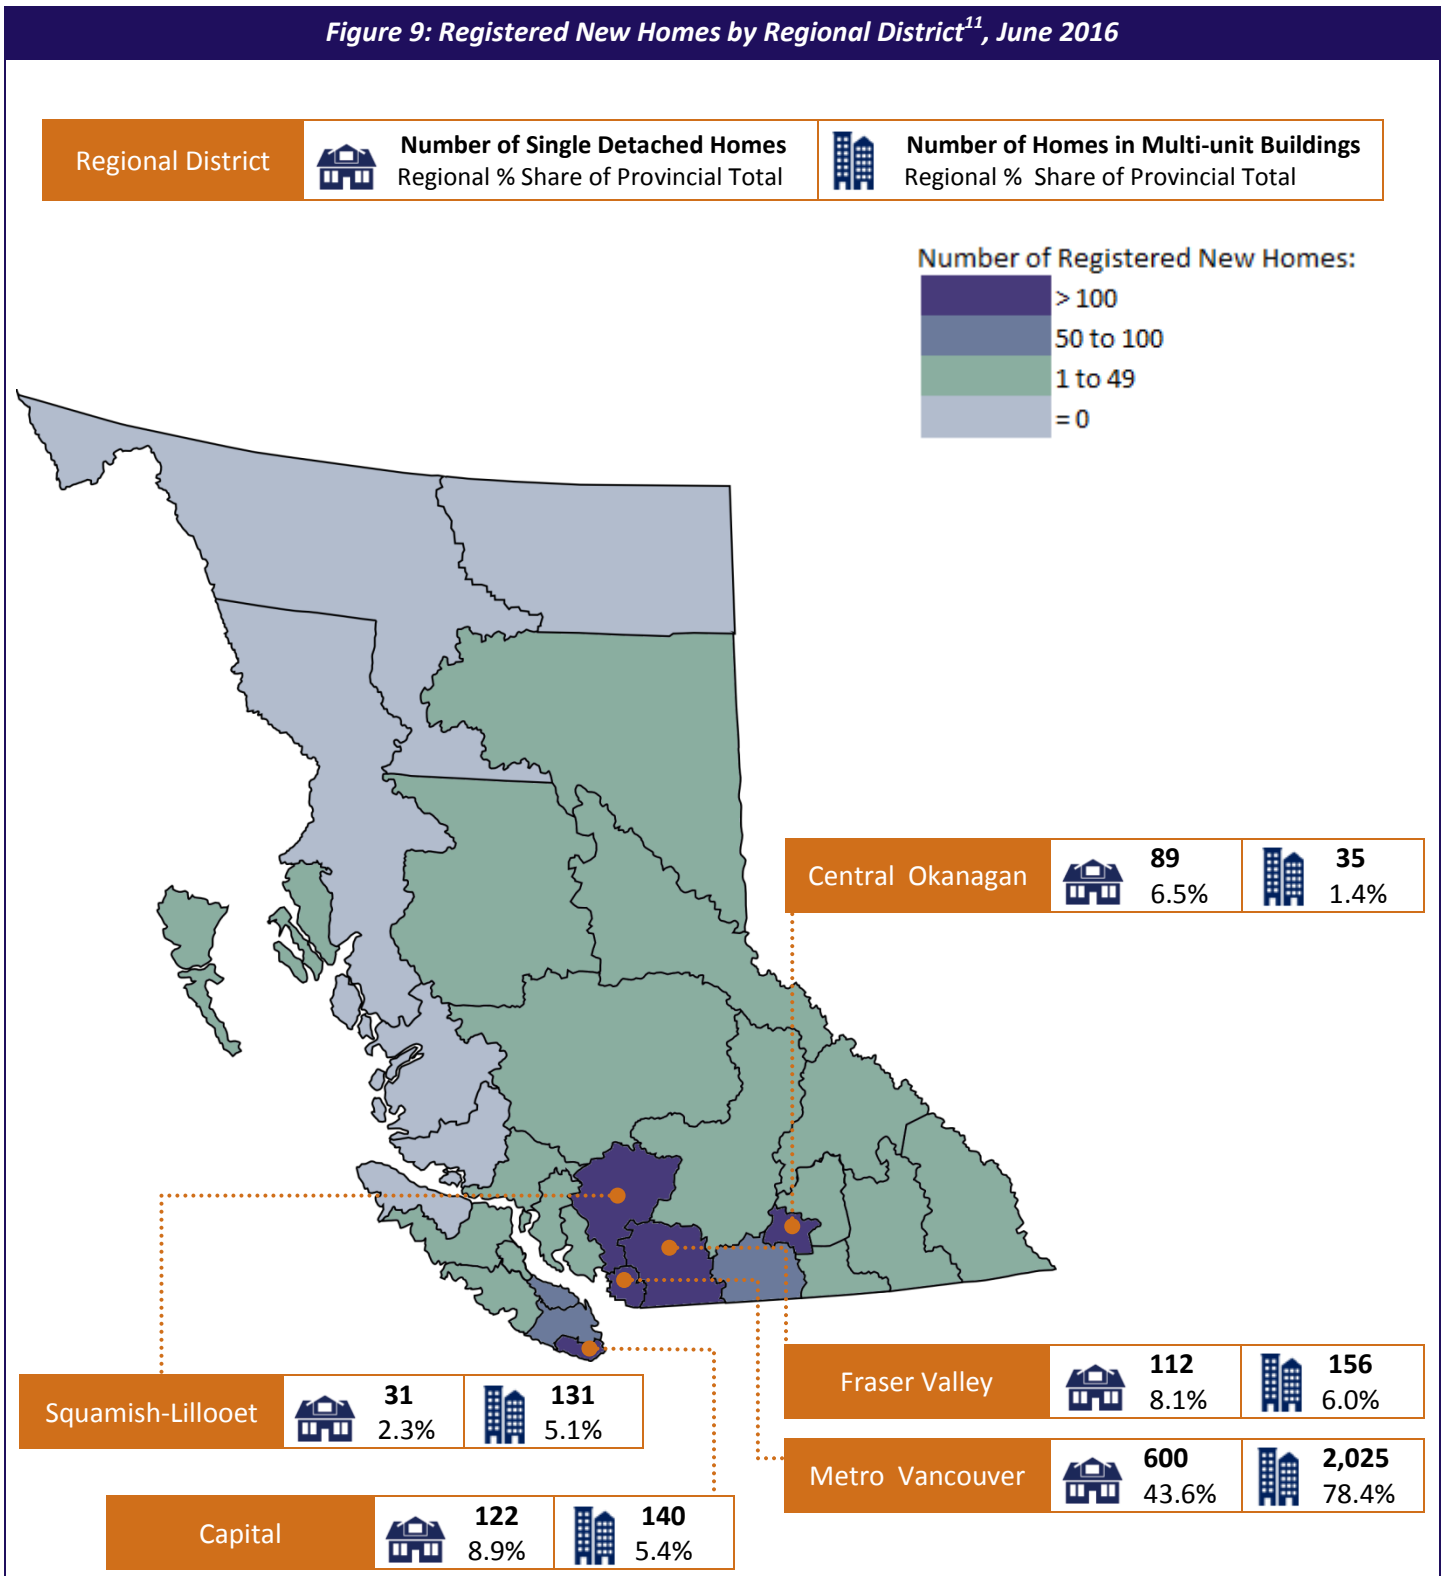 Figure 9: Registered New Homes by Regional District11, June 2016
Regional District
Number of Single Detached Homes
Regional % Share of Provincial Total
Number of Homes in Multi-unit Buildings
Regional % Share of Provincial Total
Number of Registered New Homes:
> 100
50 to 100
1 to 49
= 0
Central Okanagan
89
6.5%
35
1.4%
Fraser Valley
112
8.1%
156
6.0%
Squamish-Lillooet
31
2.3%
131
5.1%
Metro Vancouver
600
43.6%
2,025
78.4%
Capital
122
8.9%
140
5.4%